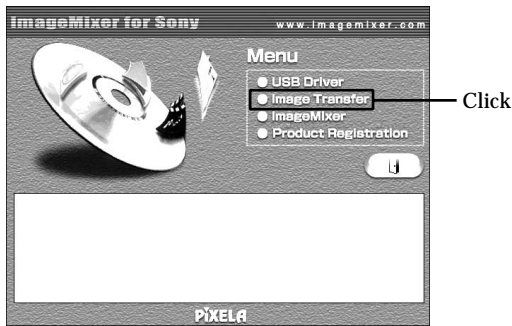 ImageMixer for Sony
www.imagemixer.com
Menu
USB Driver
Image Transfer
ImageMixer
Product Registration
Click
PIXELA